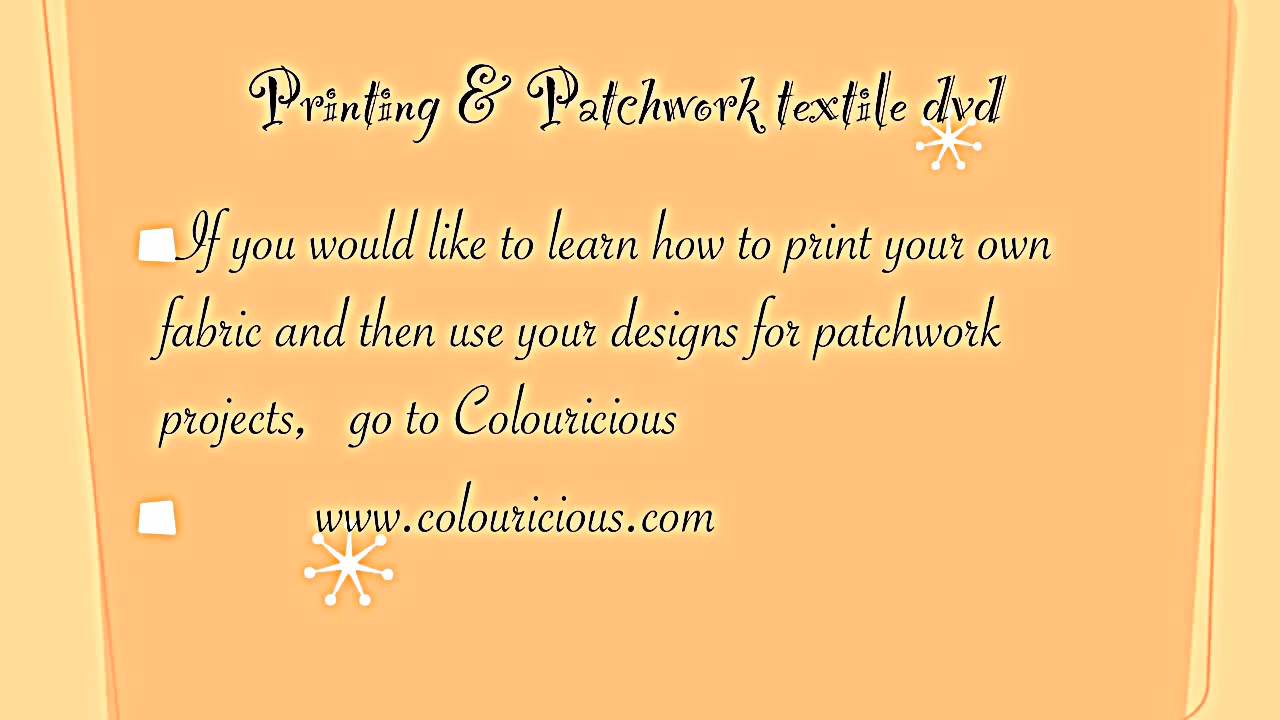 Printing & Patchwork textile dvd
If you would like to learn how to print your own
fabric and then use your designs for patchwork
projects, go to Colouricious
www.colouricious.com